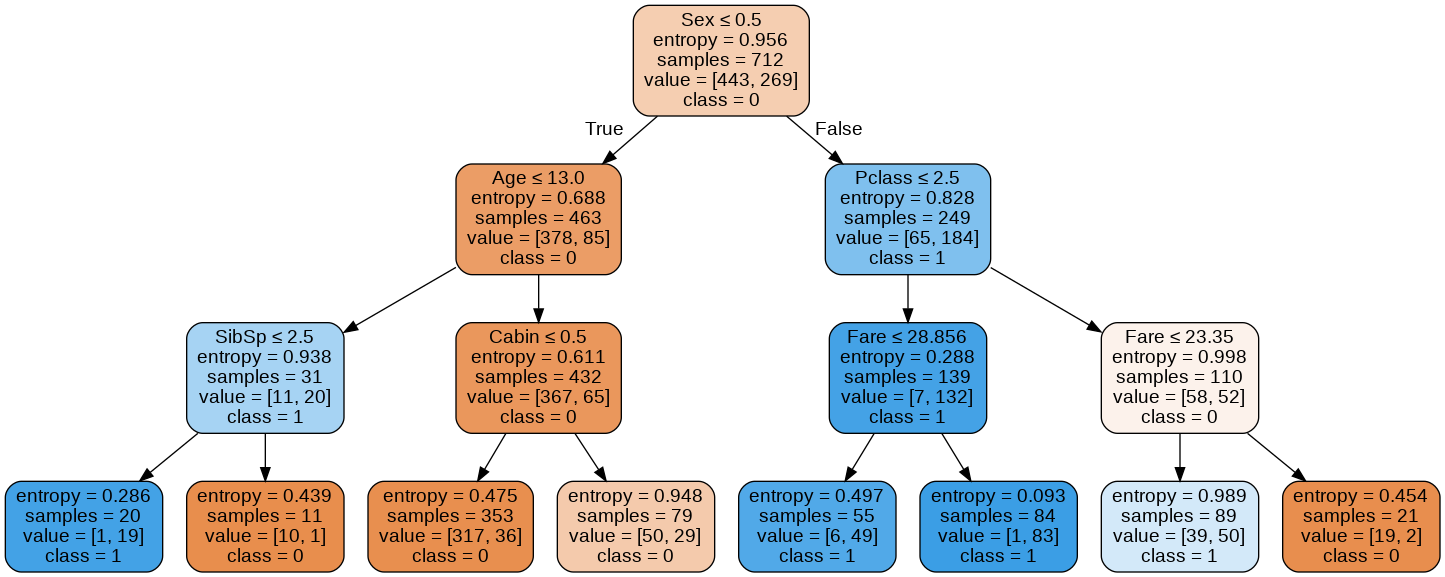 Sex ≤ 0.5
entropy = 0.956
samples = 712
value = [443, 269]
class = 0
True
False
Age ≤ 13.0
entropy = 0.688
samples = 463
value = [378, 85]
class = 0
Pclass ≤ 2.5
entropy = 0.828
samples = 249
value = [65, 184]
class = 1
SibSp ≤ 2.5
entropy = 0.938
samples = 31
value = [11, 20]
class = 1
Cabin ≤ 0.5
entropy = 0.611
samples = 432
value = [367, 65]
class = 0
Fare ≤ 28.856
entropy = 0.288
samples = 139
value = [7, 132]
class = 1
Fare ≤ 23.35
entropy = 0.998
samples = 110
value = [58, 52]
class = 0
entropy = 0.286
samples = 20
value = [1, 19]
class = 1
entropy = 0.439
samples = 11
value = [10, 1]
class = 0
entropy = 0.475
samples = 353
value = [317, 36]
class = 0
entropy = 0.948
samples = 79
value = [50, 29]
class = 0
entropy = 0.497
samples = 55
value = [6, 49]
class = 1
entropy = 0.093
samples = 84
value = [1, 83]
class = 1
entropy = 0.989
samples = 89
value = [39, 50]
class = 1
entropy = 0.454
samples = 21
value = [19, 2]
class = 0